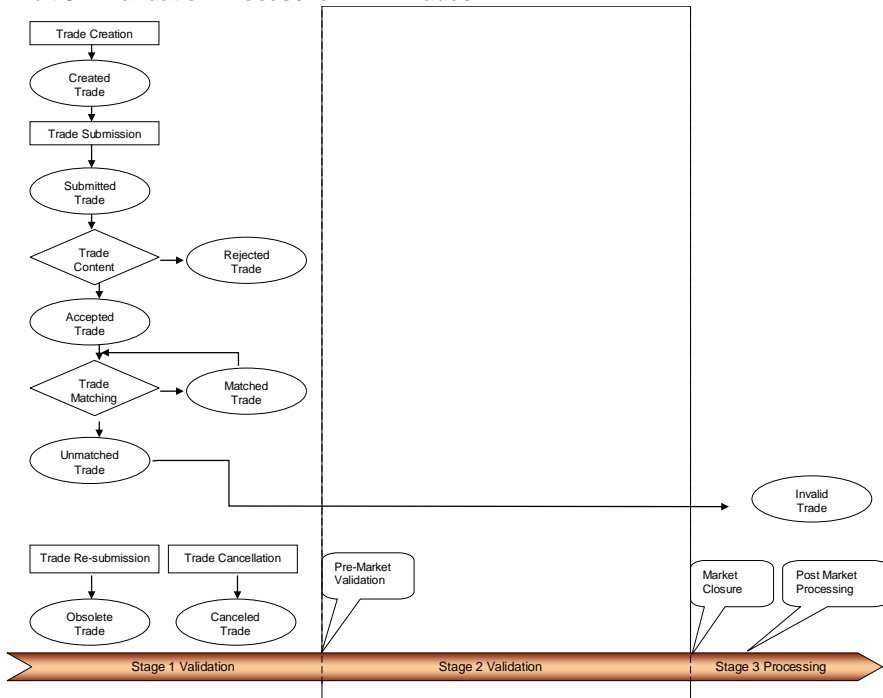 Trade Creation
Created
Trade
Trade Submission
Submitted
Trade
Trade
Content
Rejected
Trade
Accepted
Trade
Trade
Matching
Matched
Trade
Unmatched
Trade
Invalid
Trade
Trade Re-submission
Trade Cancellation
Pre-Market
Validation
Market
Closure
Post Market
Processing
Obsolete
Trade
Canceled
Trade
Stage 1 Validation
Stage 2 Validation
Stage 3 Processing